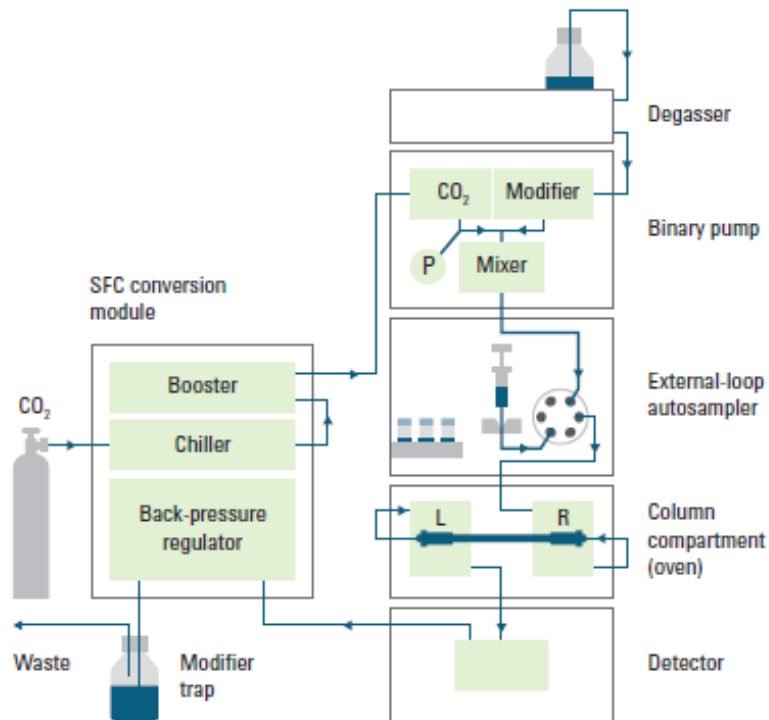 Degasser
CO₂
Modifier
Binary pump
P
Mixer
SFC conversion
module
Booster
External-loop
autosampler
CO₂
Chiller
Back-pressure
regulator
L
R
Column
compartment
(oven)
Waste
Modifier
trap
Detector